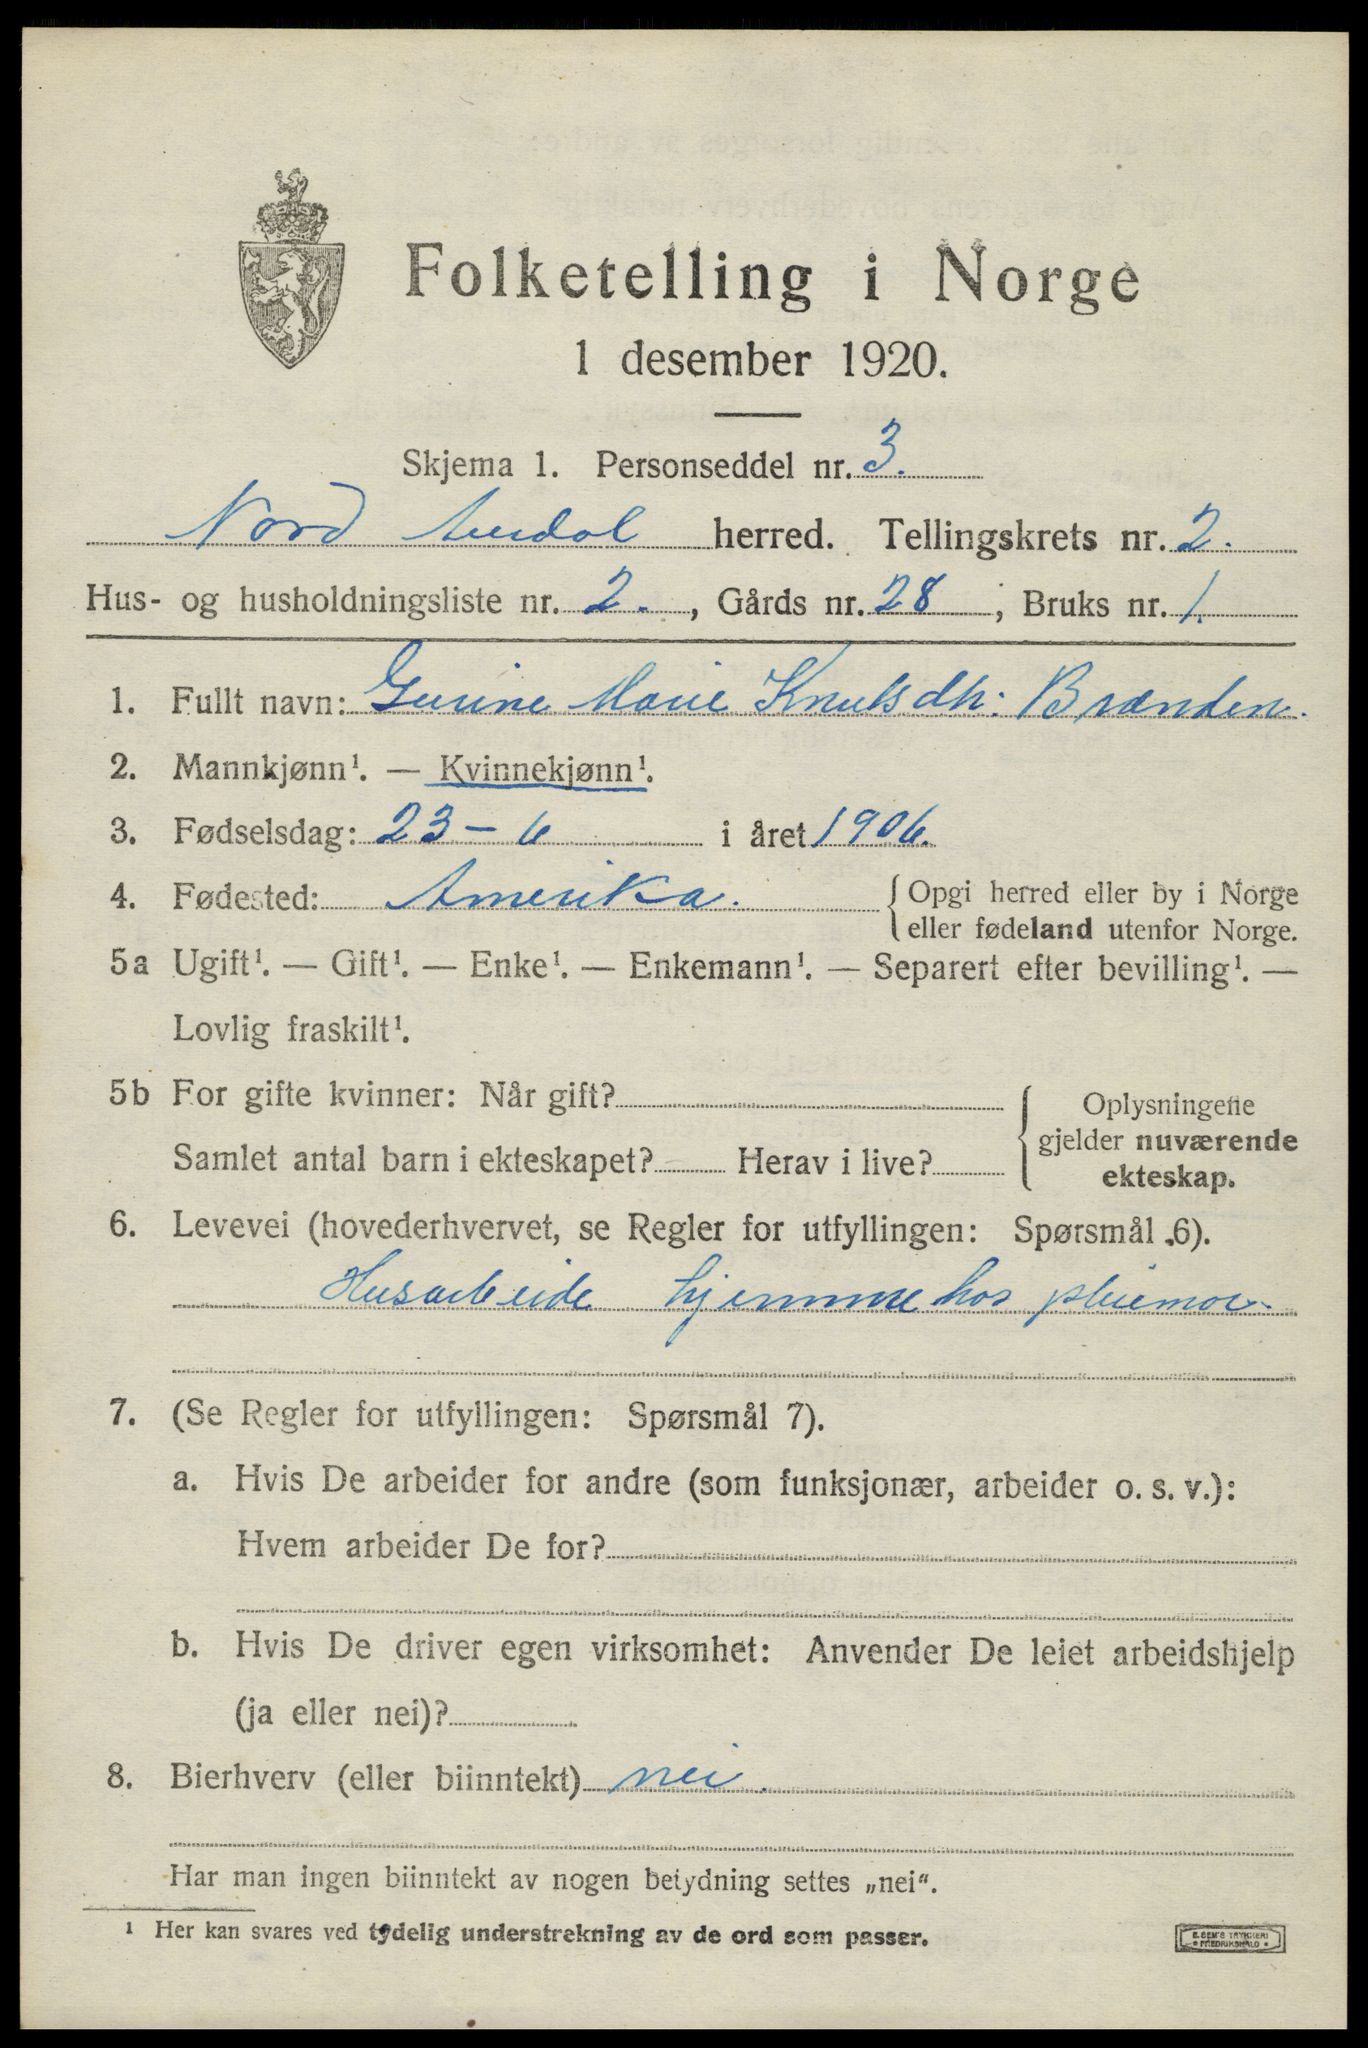 Folketelling i Norge
1 desember 1920.
Skjema 1. Personseddel nr. 3.
Nord Aurdal herred. Tellingskrets nr. 2.
Hus- og husholdningsliste nr. 2., Gårds nr. 28, Bruks nr. 1.
1. Fullt navn: Gurine Marie Knutsdtr: Brænden.
2. Mannkjønn¹. — Kvinnekjønn¹.
3. Fødselsdag: 23 – 6 i året 1906.
4. Fødested: Amerika. Opgi herred eller by i Norge
eller fødeland utenfor Norge.
5a Ugift¹. — Gift¹. — Enke¹. — Enkemann¹. — Separert efter bevilling¹. —
Lovlig fraskilt¹.
5b For gifte kvinner: Når gift? Oplysningene
gjelder nuværende
Samlet antal barn i ekteskapet? Herav i live?
ekteskap.
6. Levevei (hovederhvervet, se Regler for utfyllingen: Spørsmål 6).
Husarbeide hjemme hos pleiemor.
7. (Se Regler for utfyllingen: Spørsmål 7).
a. Hvis De arbeider for andre (som funksjonær, arbeider o. s. v.):
Hvem arbeider De for?
b. Hvis De driver egen virksomhet: Anvender De leiet arbeidshjelp
(ja eller nei)?
8. Bierhverv (eller biinntekt) nei.
Har man ingen biinntekt av nogen betydning settes „nei“.
¹ Her kan svares ved tydelig understrekning av de ord som passer.
E. SEM'S TRYKKERI
* FREDRIKSHALD *